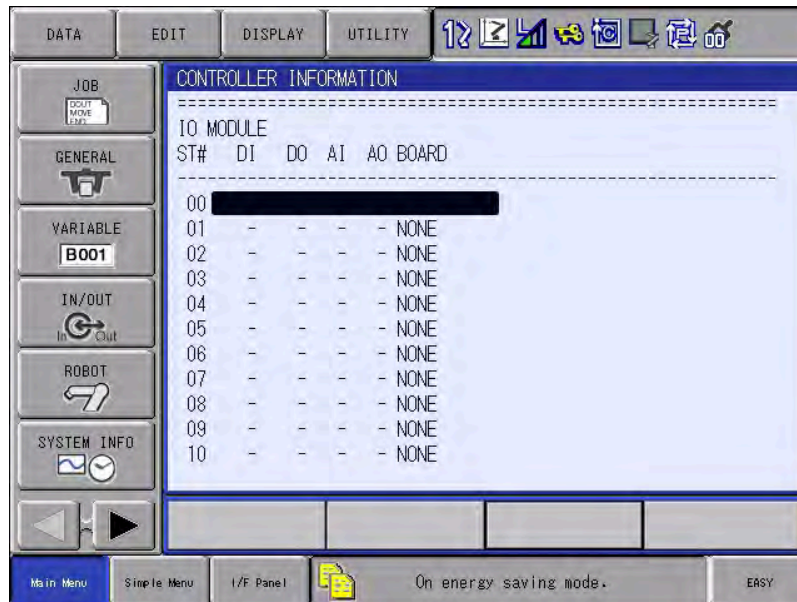 DATA EDIT DISPLAY UTILITY
JOB
DOUT
MOVE
END
GENERAL
VARIABLE
B001
IN/OUT
In Out
ROBOT
SYSTEM INFO
CONTROLLER INFORMATION
================================================================
IO MODULE
ST# DI DO AI AO BOARD
----------------------------------------------------------------
00
01 - - - - NONE
02 - - - - NONE
03 - - - - NONE
04 - - - - NONE
05 - - - - NONE
06 - - - - NONE
07 - - - - NONE
08 - - - - NONE
09 - - - - NONE
10 - - - - NONE
Main Menu Simple Menu I/F Panel On energy saving mode. EASY